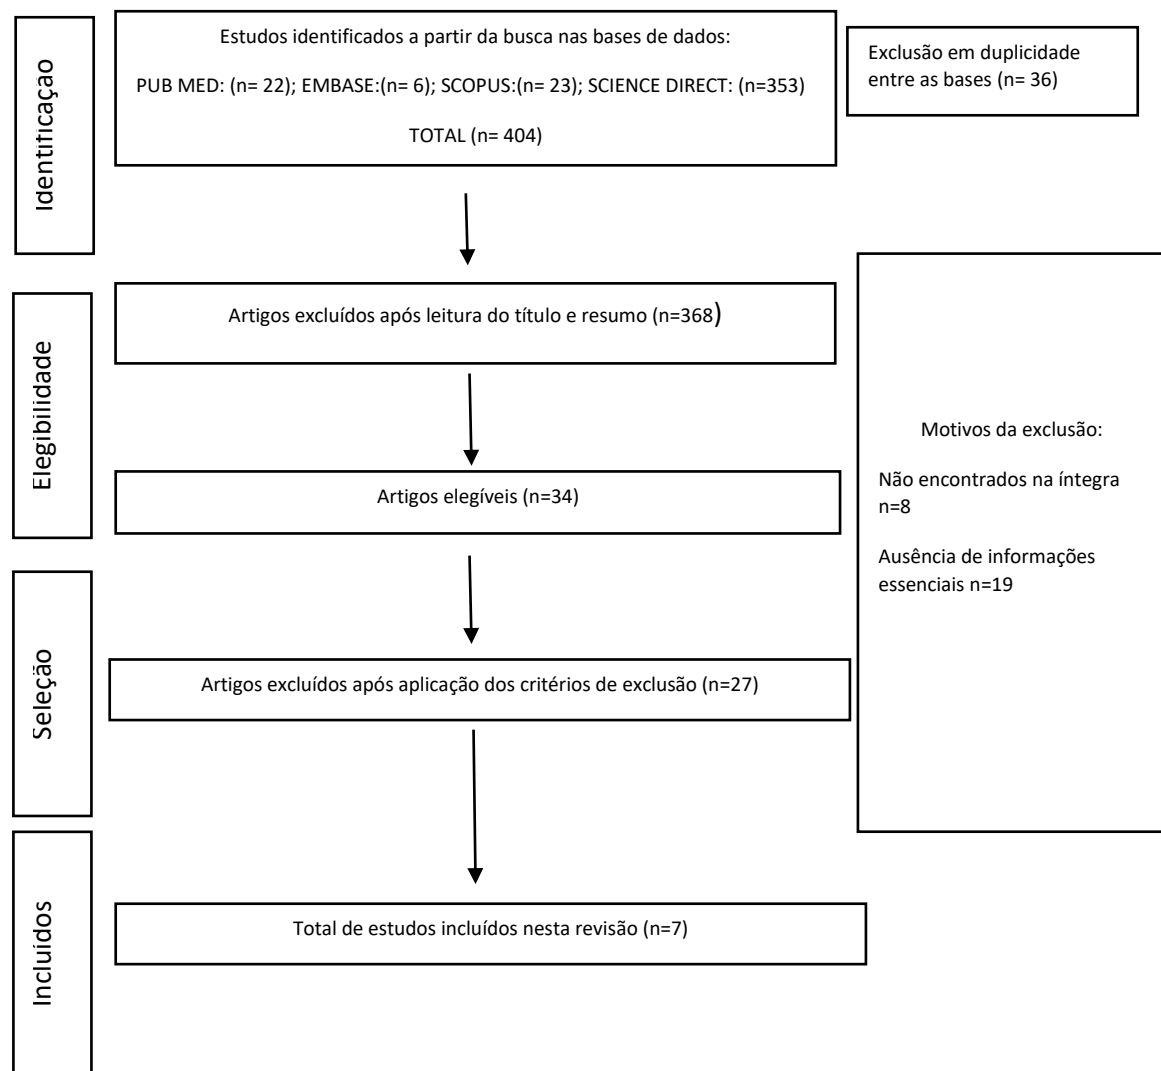 Identificação
Estudos identificados a partir da busca nas bases de dados:
PUB MED: (n= 22); EMBASE:(n= 6); SCOPUS:(n= 23); SCIENCE DIRECT: (n=353)
TOTAL (n= 404)
Exclusão em duplicidade
entre as bases (n= 36)
Elegibilidade
Artigos excluídos após leitura do título e resumo (n=368)
Artigos elegíveis (n=34)
Motivos da exclusão:
Não encontrados na íntegra
n=8
Ausência de informações
essenciais n=19
Seleção
Artigos excluídos após aplicação dos critérios de exclusão (n=27)
Incluídos
Total de estudos incluídos nesta revisão (n=7)